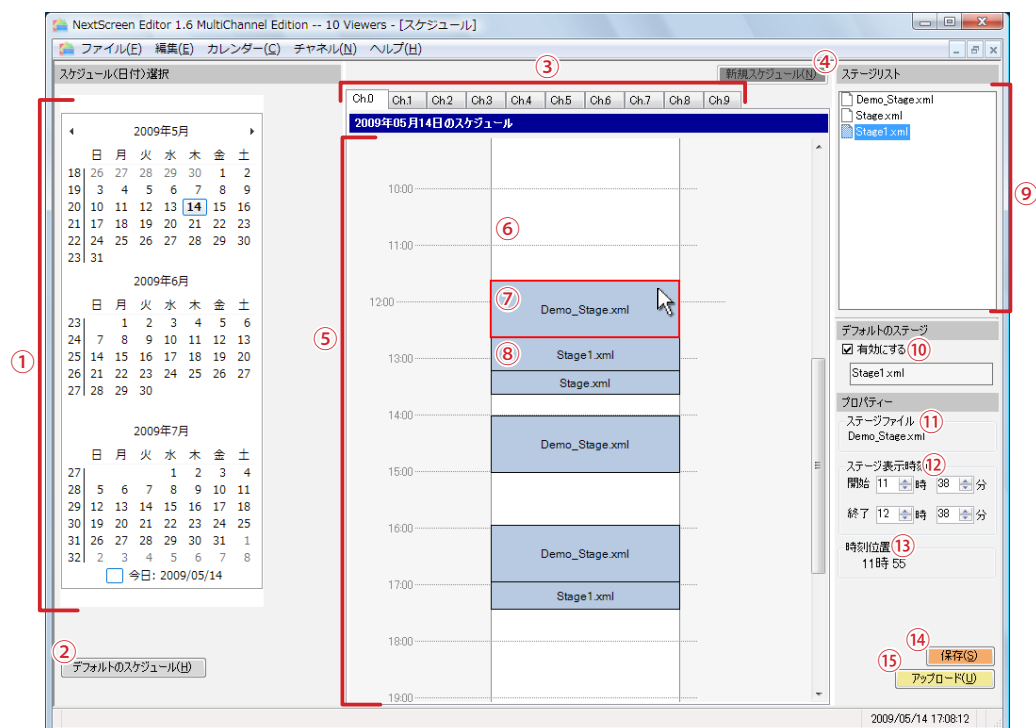 NextScreen Editor 1.6 MultiChannel Edition -- 10 Viewers - [スケジュール]
ファイル(F) 編集(E) カレンダー(C) チャネル(N) ヘルプ(H)
スケジュール(日付)選択
③
新規スケジュール(N)
④
ステージリスト
①
2009年5月
日 月 火 水 木 金 土
18 26 27 28 29 30 1 2
19 3 4 5 6 7 8 9
20 10 11 12 13 14 15 16
21 17 18 19 20 21 22 23
22 24 25 26 27 28 29 30
23 31
2009年6月
日 月 火 水 木 金 土
23 1 2 3 4 5 6
24 7 8 9 10 11 12 13
25 14 15 16 17 18 19 20
26 21 22 23 24 25 26 27
27 28 29 30
2009年7月
日 月 火 水 木 金 土
27 1 2 3 4
28 5 6 7 8 9 10 11
29 12 13 14 15 16 17 18
30 19 20 21 22 23 24 25
31 26 27 28 29 30 31 1
32 2 3 4 5 6 7 8
今日: 2009/05/14
②
デフォルトのスケジュール(H)
Ch.0 Ch.1 Ch.2 Ch.3 Ch.4 Ch.5 Ch.6 Ch.7 Ch.8 Ch.9
2009年05月14日のスケジュール
⑤
10:00
⑥
11:00
12:00
⑦
Demo_Stage.xml
13:00
⑧
Stage1.xml
Stage.xml
14:00
Demo_Stage.xml
15:00
16:00
Demo_Stage.xml
17:00
Stage1.xml
18:00
19:00
Demo_Stage.xml
Stage.xml
Stage1.xml
⑨
デフォルトのステージ
有効にする ⑩
Stage1.xml
プロパティー
ステージファイル ⑪
Demo_Stage.xml
ステージ表示時刻 ⑫
開始 11 時 38 分
終了 12 時 38 分
時刻位置 ⑬
11時 55
⑭
保存(S)
⑮
アップロード(U)
2009/05/14 17:08:12